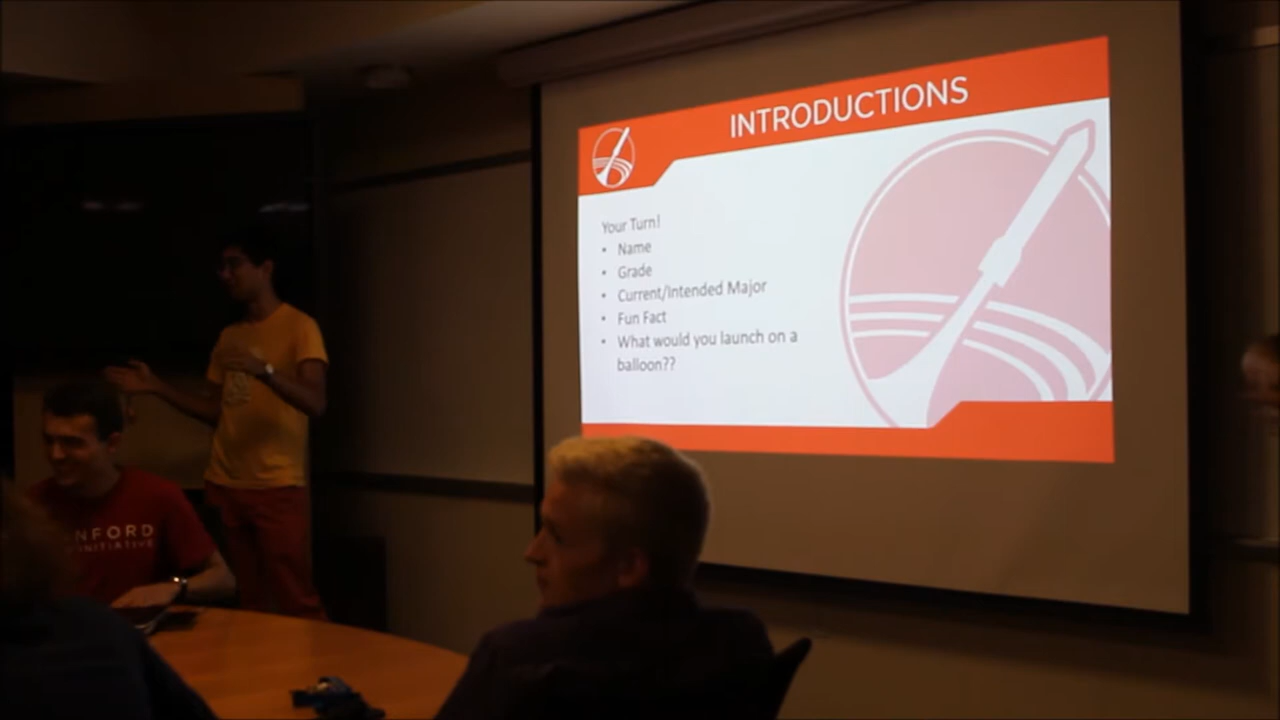 INTRODUCTIONS
Your Turn!
• Name
• Grade
• Current/Intended Major
• Fun Fact
• What would you launch on a
balloon??
NFORD
INITIATIVE